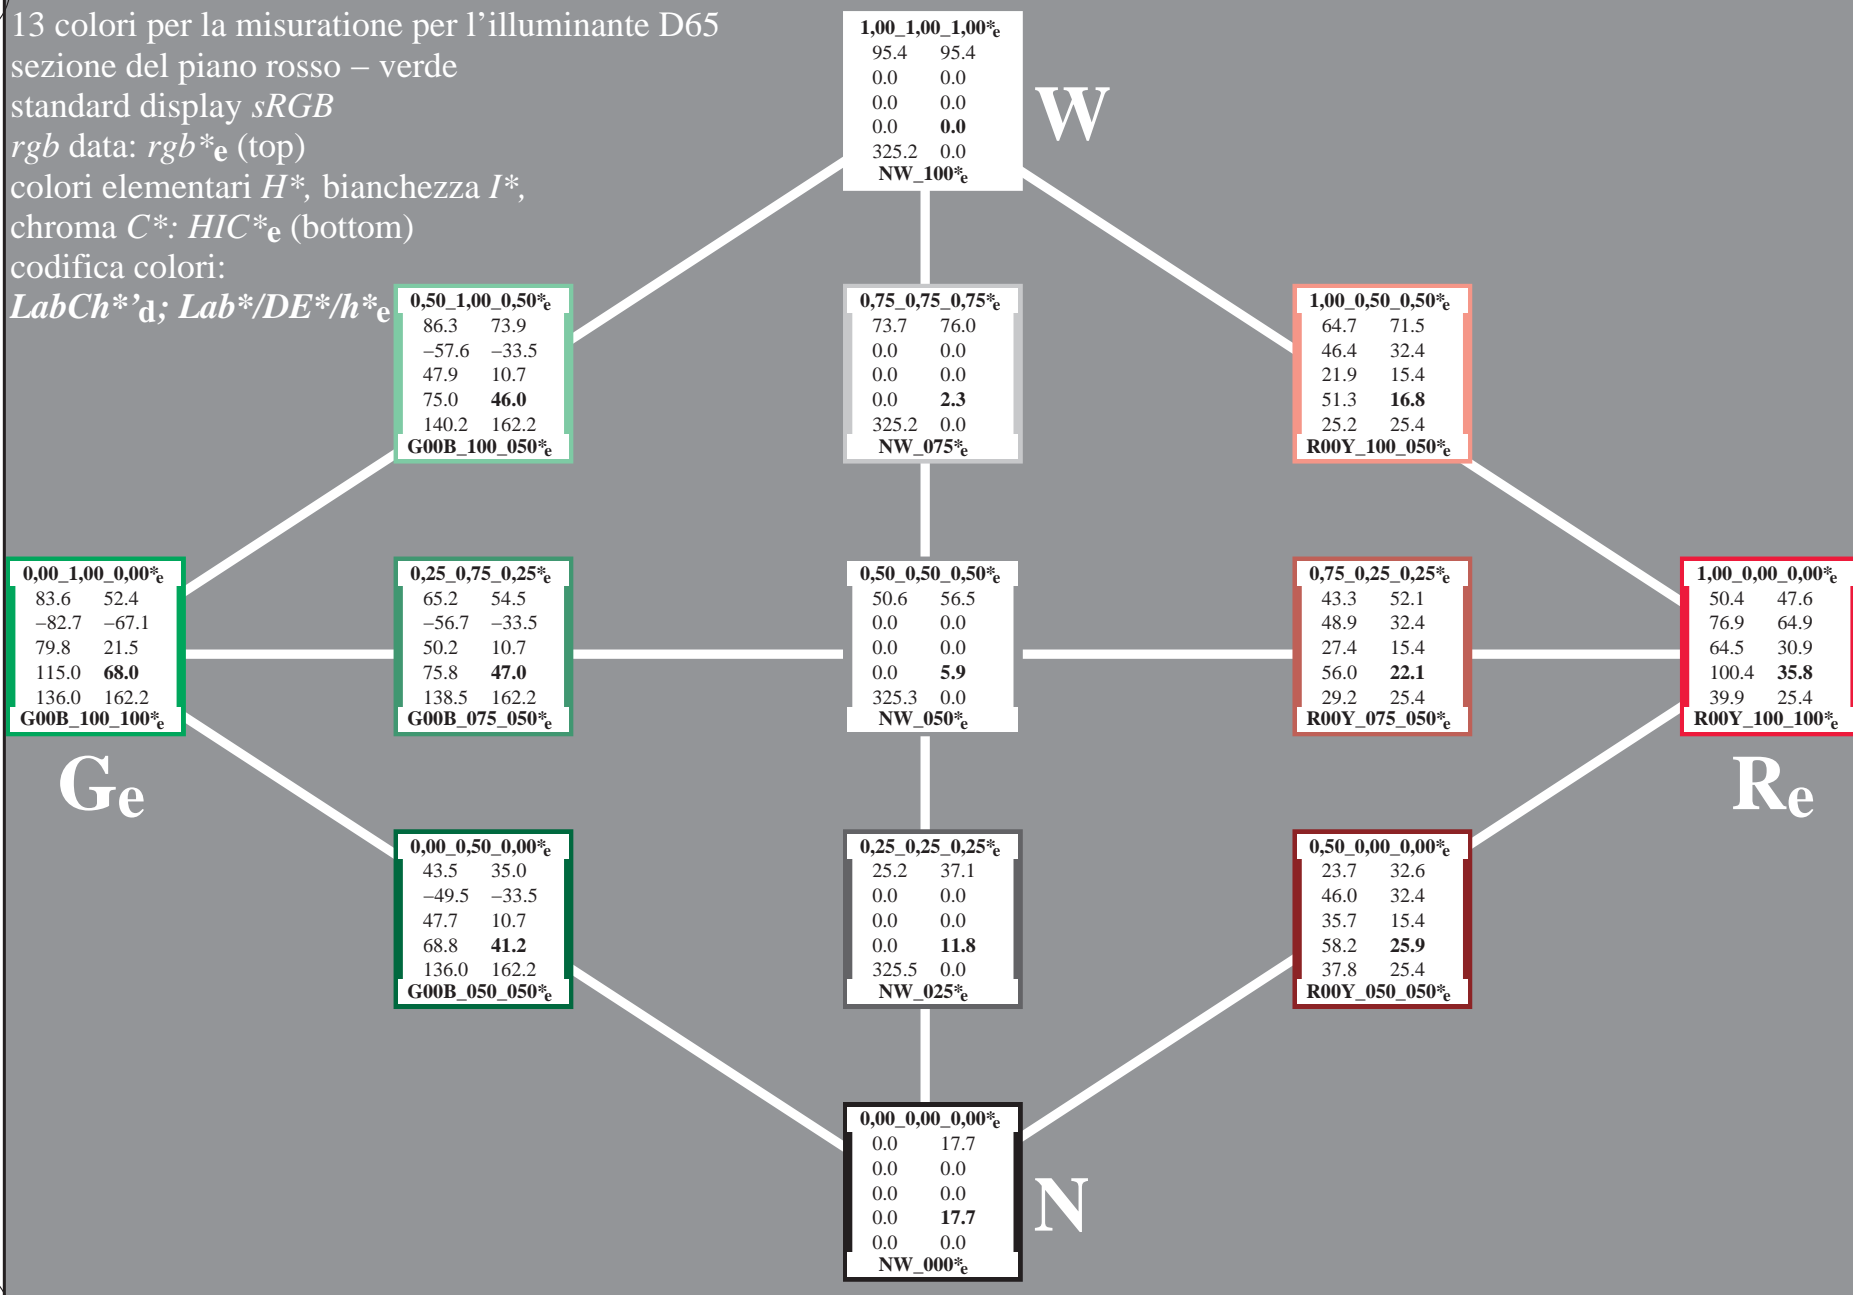 13 colori per la misuratione per l’illuminante D65
sezione del piano rosso – verde
standard display sRGB
rgb data: rgb*e (top)
colori elementari H*, bianchezza I*,
chroma C*: HIC*e (bottom)
codifica colori:
LabCh*’d; Lab*/DE*/h*e
1,00_1,00_1,00*e
95.4 95.4
0.0 0.0
0.0 0.0
0.0 0.0
325.2 0.0
NW_100*e
W
0,50_1,00_0,50*e
86.3 73.9
−57.6 −33.5
47.9 10.7
75.0 46.0
140.2 162.2
G00B_100_050*e
0,75_0,75_0,75*e
73.7 76.0
0.0 0.0
0.0 0.0
0.0 2.3
325.2 0.0
NW_075*e
1,00_0,50_0,50*e
64.7 71.5
46.4 32.4
21.9 15.4
51.3 16.8
25.2 25.4
R00Y_100_050*e
0,00_1,00_0,00*e
83.6 52.4
−82.7 −67.1
79.8 21.5
115.0 68.0
136.0 162.2
G00B_100_100*e
Ge
0,25_0,75_0,25*e
65.2 54.5
−56.7 −33.5
50.2 10.7
75.8 47.0
138.5 162.2
G00B_075_050*e
0,50_0,50_0,50*e
50.6 56.5
0.0 0.0
0.0 0.0
0.0 5.9
325.3 0.0
NW_050*e
0,75_0,25_0,25*e
43.3 52.1
48.9 32.4
27.4 15.4
56.0 22.1
29.2 25.4
R00Y_075_050*e
1,00_0,00_0,00*e
50.4 47.6
76.9 64.9
64.5 30.9
100.4 35.8
39.9 25.4
R00Y_100_100*e
Re
0,00_0,50_0,00*e
43.5 35.0
−49.5 −33.5
47.7 10.7
68.8 41.2
136.0 162.2
G00B_050_050*e
0,25_0,25_0,25*e
25.2 37.1
0.0 0.0
0.0 0.0
0.0 11.8
325.5 0.0
NW_025*e
0,50_0,00_0,00*e
23.7 32.6
46.0 32.4
35.7 15.4
58.2 25.9
37.8 25.4
R00Y_050_050*e
0,00_0,00_0,00*e
0.0 17.7
0.0 0.0
0.0 0.0
0.0 17.7
0.0 0.0
NW_000*e
N